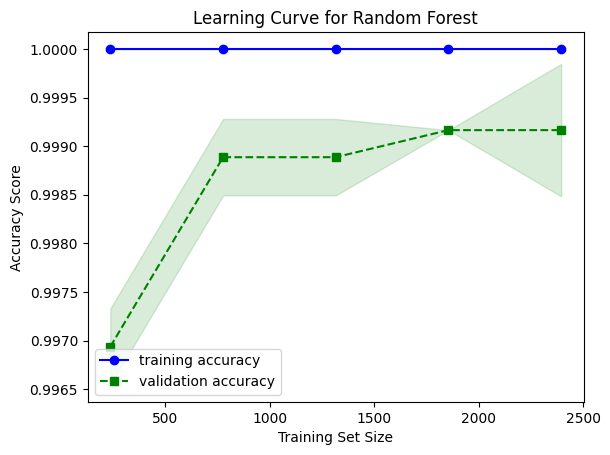 Learning Curve for Random Forest
Accuracy Score
1.0000
0.9995
0.9990
0.9985
0.9980
0.9975
0.9970
0.9965
training accuracy
validation accuracy
500
1000
1500
2000
2500
Training Set Size